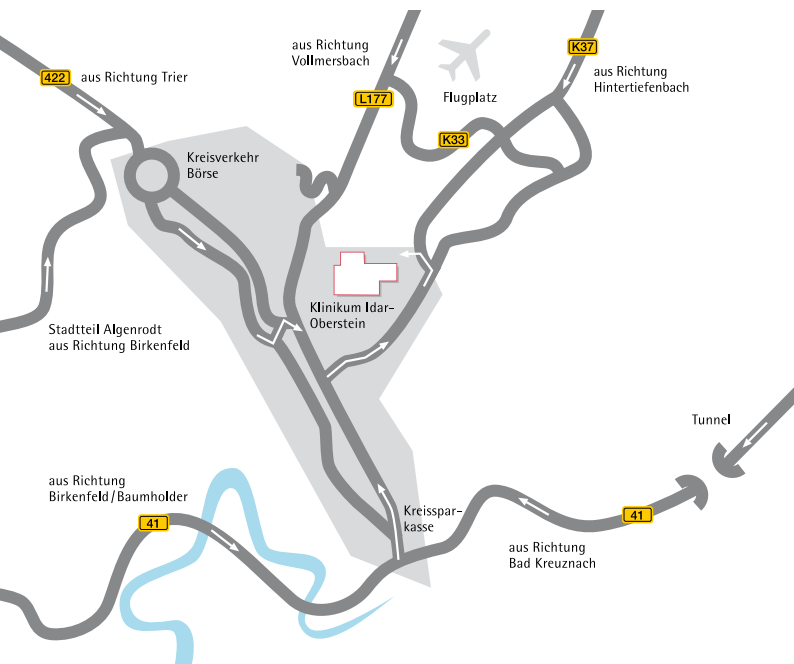 aus Richtung
Vollmersbach
K37
422
aus Richtung Trier
aus Richtung
Hintertiefenbach
L177
Flugplatz
K33
Kreisverkehr
Börse
Klinikum Idar-
Oberstein
Stadtteil Algenrodt
aus Richtung Birkenfeld
Tunnel
aus Richtung
Birkenfeld/Baumholder
41
Kreisspar-
kasse
41
aus Richtung
Bad Kreuznach